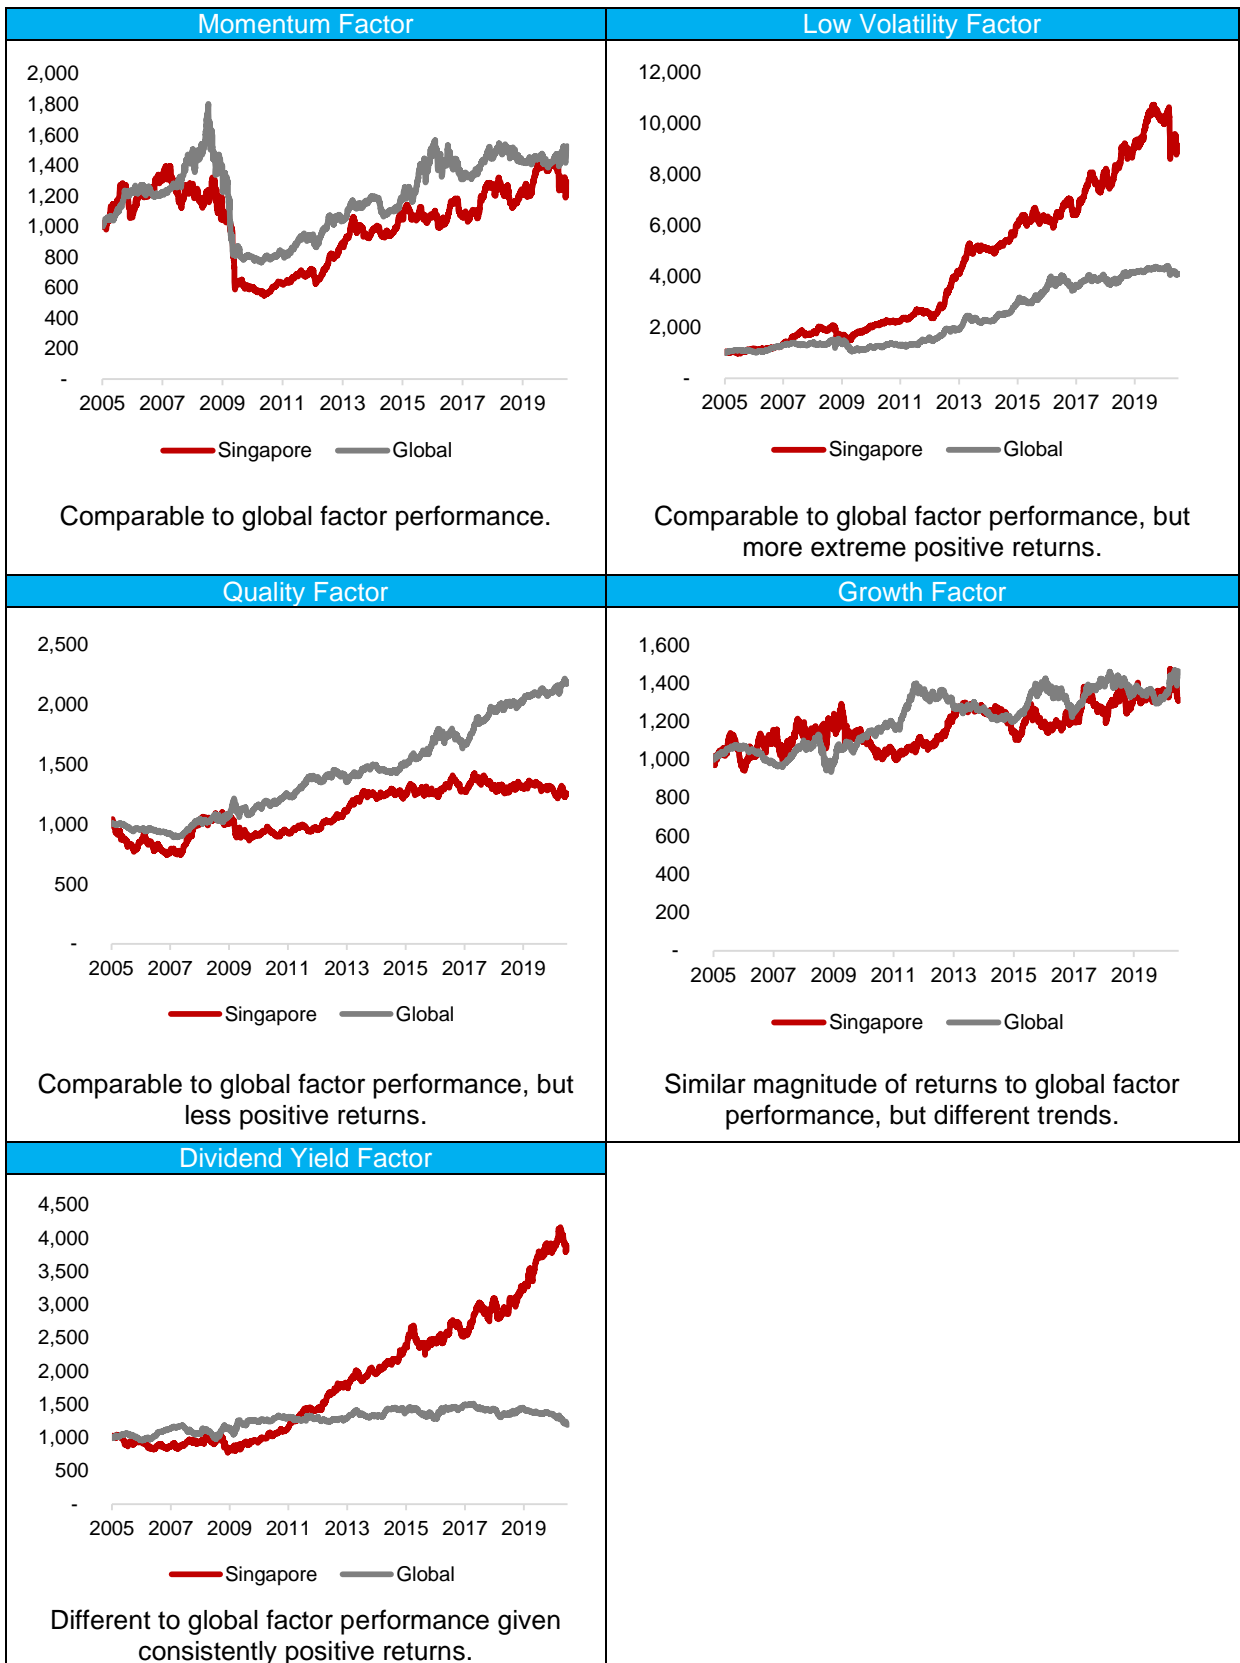 Momentum Factor
2,000
1,800
1,600
1,400
1,200
1,000
800
600
400
200
-
2005 2007 2009 2011 2013 2015 2017 2019
Singapore Global
Comparable to global factor performance.
Low Volatility Factor
12,000
10,000
8,000
6,000
4,000
2,000
-
2005 2007 2009 2011 2013 2015 2017 2019
Singapore Global
Comparable to global factor performance, but
more extreme positive returns.
Quality Factor
2,500
2,000
1,500
1,000
500
-
2005 2007 2009 2011 2013 2015 2017 2019
Singapore Global
Comparable to global factor performance, but
less positive returns.
Growth Factor
1,600
1,400
1,200
1,000
800
600
400
200
-
2005 2007 2009 2011 2013 2015 2017 2019
Singapore Global
Similar magnitude of returns to global factor
performance, but different trends.
Dividend Yield Factor
4,500
4,000
3,500
3,000
2,500
2,000
1,500
1,000
500
-
2005 2007 2009 2011 2013 2015 2017 2019
Singapore Global
Different to global factor performance given
consistently positive returns.